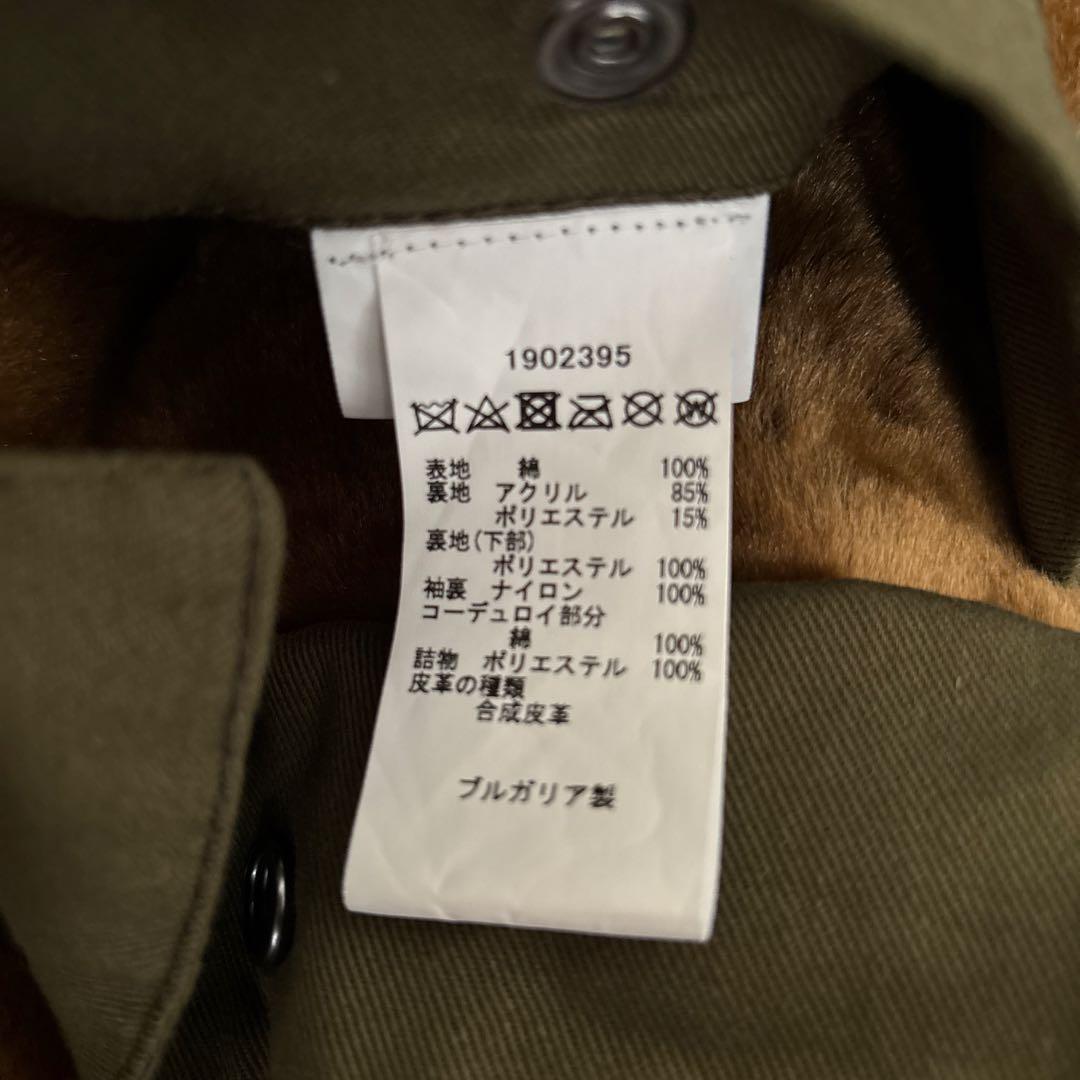 1902395
表地 綿 100%
裏地 アクリル 85%
ポリエステル 15%
裏地(下部)
ポリエステル 100%
袖裏 ナイロン 100%
コーデュロイ部分
綿 100%
詰物 ポリエステル 100%
皮革の種類
合成皮革
ブルガリア製